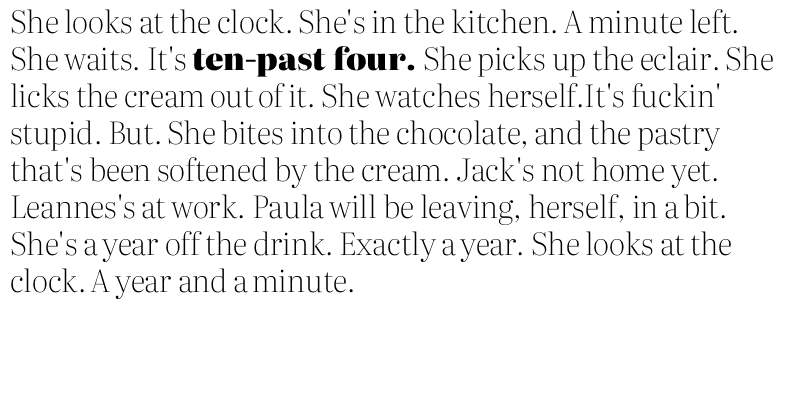 She looks at the clock. She's in the kitchen. A minute left.
She waits. It's ten-past four. She picks up the eclair. She
licks the cream out of it. She watches herself.It's fuckin'
stupid. But. She bites into the chocolate, and the pastry
that's been softened by the cream. Jack's not home yet.
Leannes's at work. Paula will be leaving, herself, in a bit.
She's a year off the drink. Exactly a year. She looks at the
clock. A year and a minute.